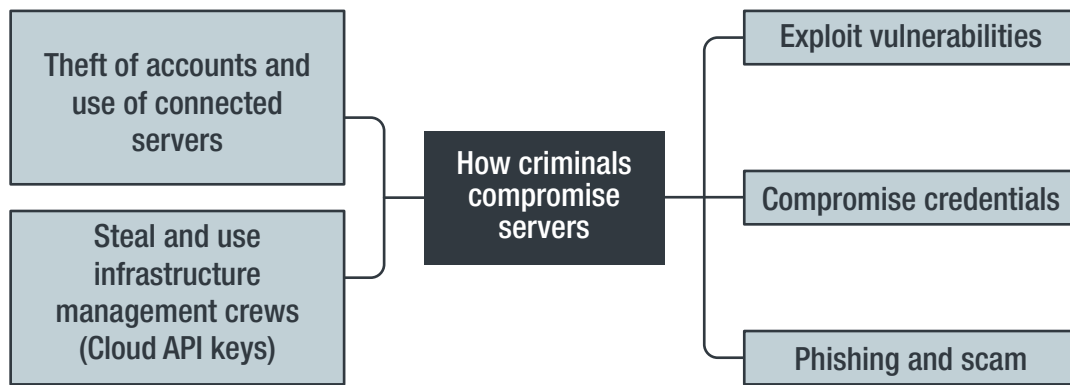 Theft of accounts and
use of connected
servers
Steal and use
infrastructure
management crews
(Cloud API keys)
How criminals
compromise
servers
Exploit vulnerabilities
Compromise credentials
Phishing and scam